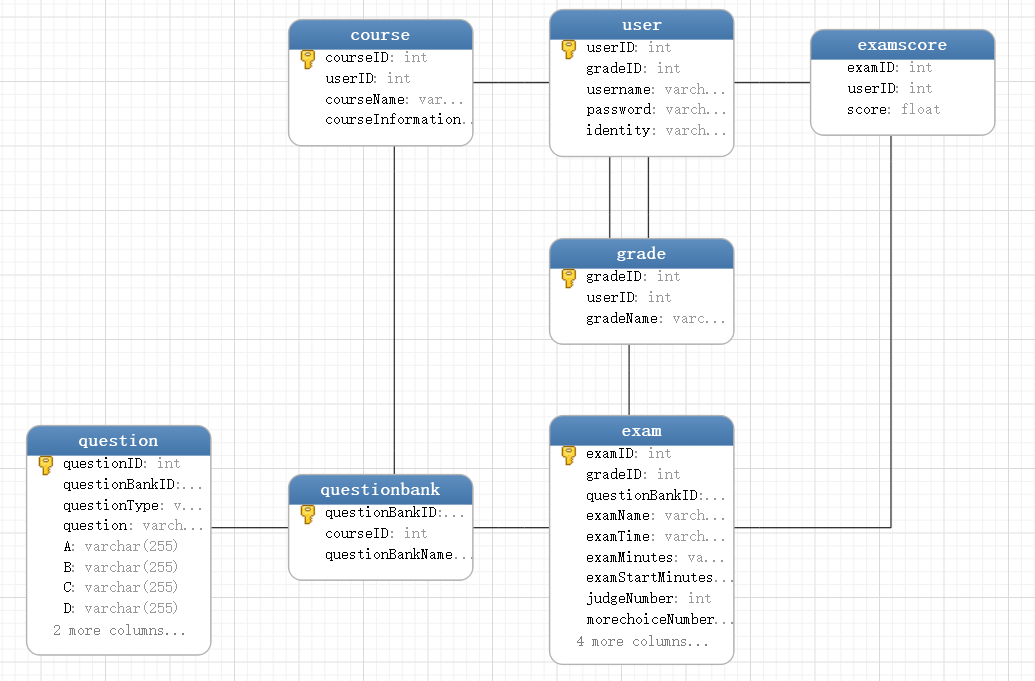 course
courseID: int
userID: int
courseName: var...
courseInformation.
user
userID: int
gradeID: int
username: varch...
password: varch...
identity: varch...
examscore
examID: int
userID: int
score: float
grade
gradeID: int
userID: int
gradeName: varc...
question
questionID: int
questionBankID:...
questionType: v...
question: varch...
A: varchar(255)
B: varchar(255)
C: varchar(255)
D: varchar(255)
2 more columns...
questionbank
questionBankID:...
courseID: int
questionBankName...
exam
examID: int
gradeID: int
questionBankID:...
examName: varch...
examTime: varch...
examMinutes: va...
examStartMinutes...
judgeNumber: int
morechoiceNumber...
4 more columns...